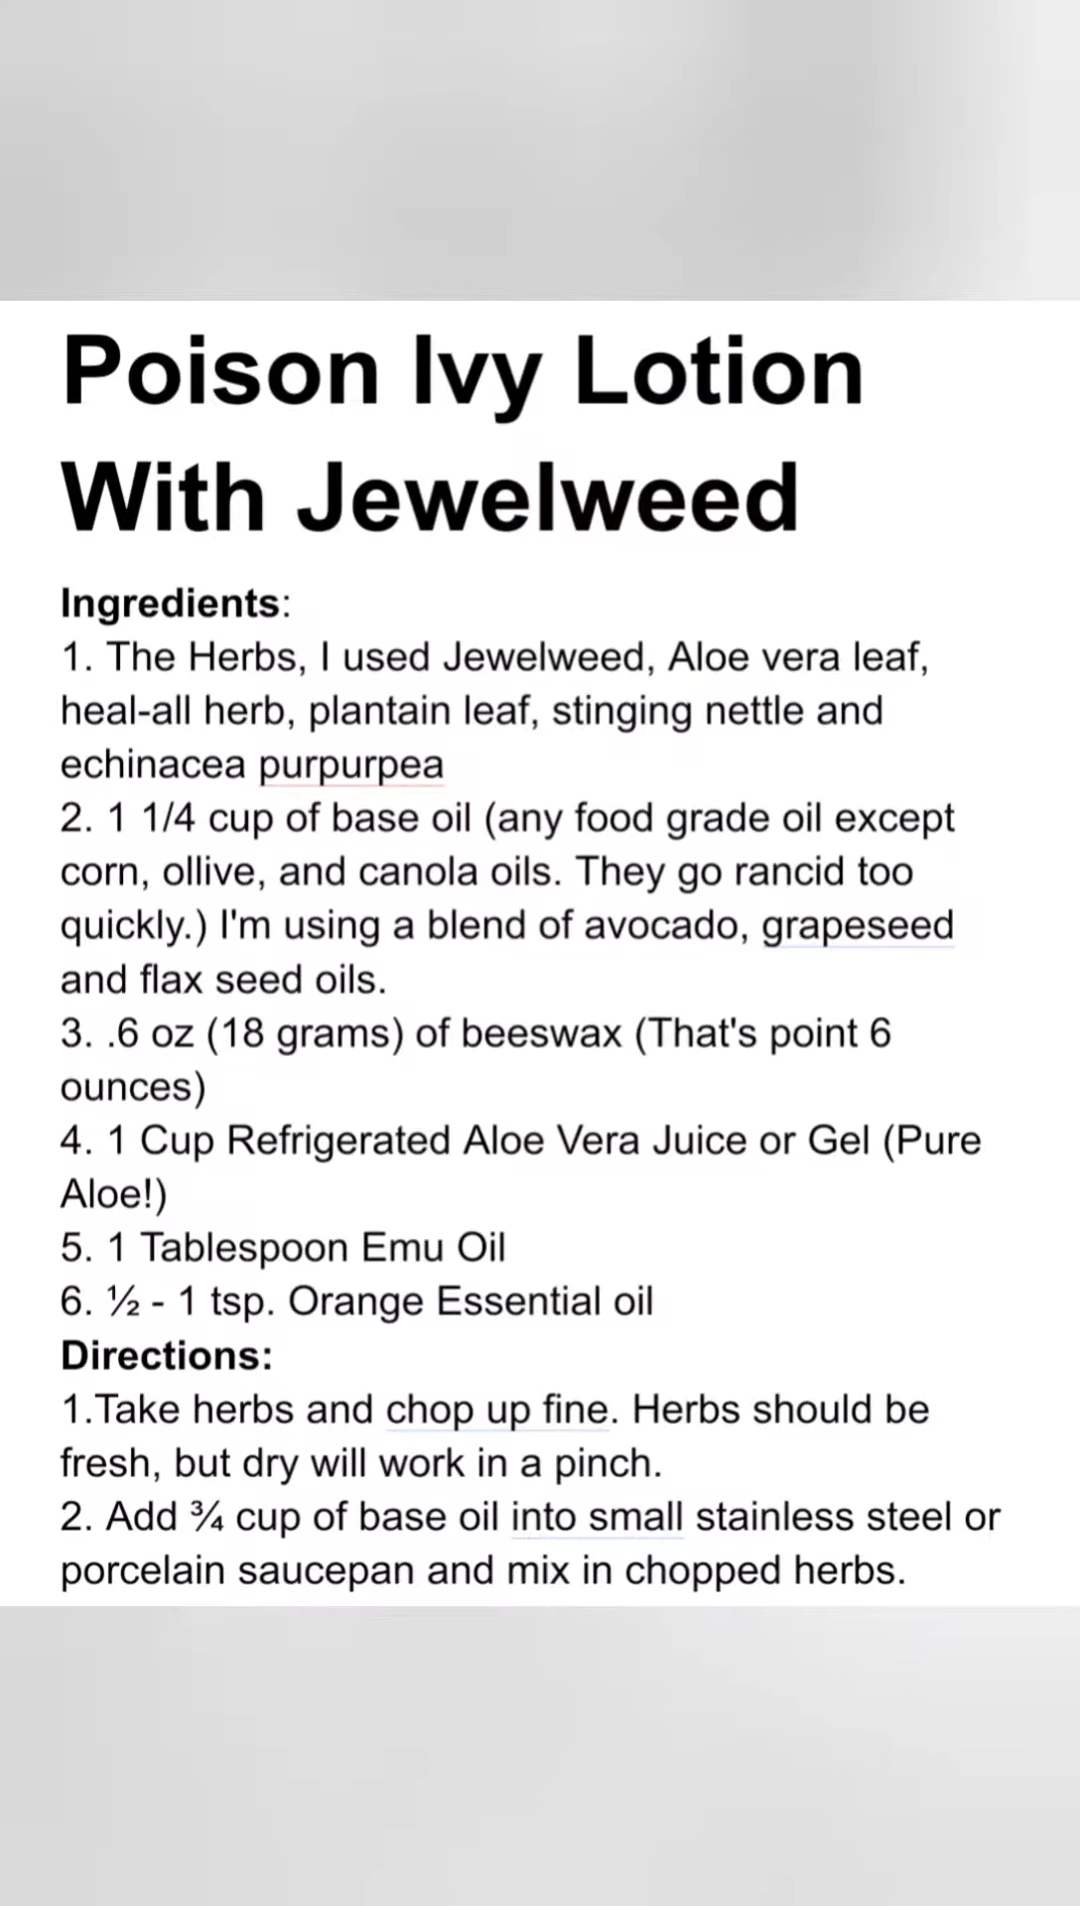 Poison Ivy Lotion
With Jewelweed
Ingredients:
1. The Herbs, I used Jewelweed, Aloe vera leaf,
heal-all herb, plantain leaf, stinging nettle and
echinacea purpurpea
2. 1 1/4 cup of base oil (any food grade oil except
corn, ollive, and canola oils. They go rancid too
quickly.) I'm using a blend of avocado, grapeseed
and flax seed oils.
3. .6 oz (18 grams) of beeswax (That's point 6
ounces)
4. 1 Cup Refrigerated Aloe Vera Juice or Gel (Pure
Aloe!)
5. 1 Tablespoon Emu Oil
6. ½ - 1 tsp. Orange Essential oil
Directions:
1.Take herbs and chop up fine. Herbs should be
fresh, but dry will work in a pinch.
2. Add ¾ cup of base oil into small stainless steel or
porcelain saucepan and mix in chopped herbs.